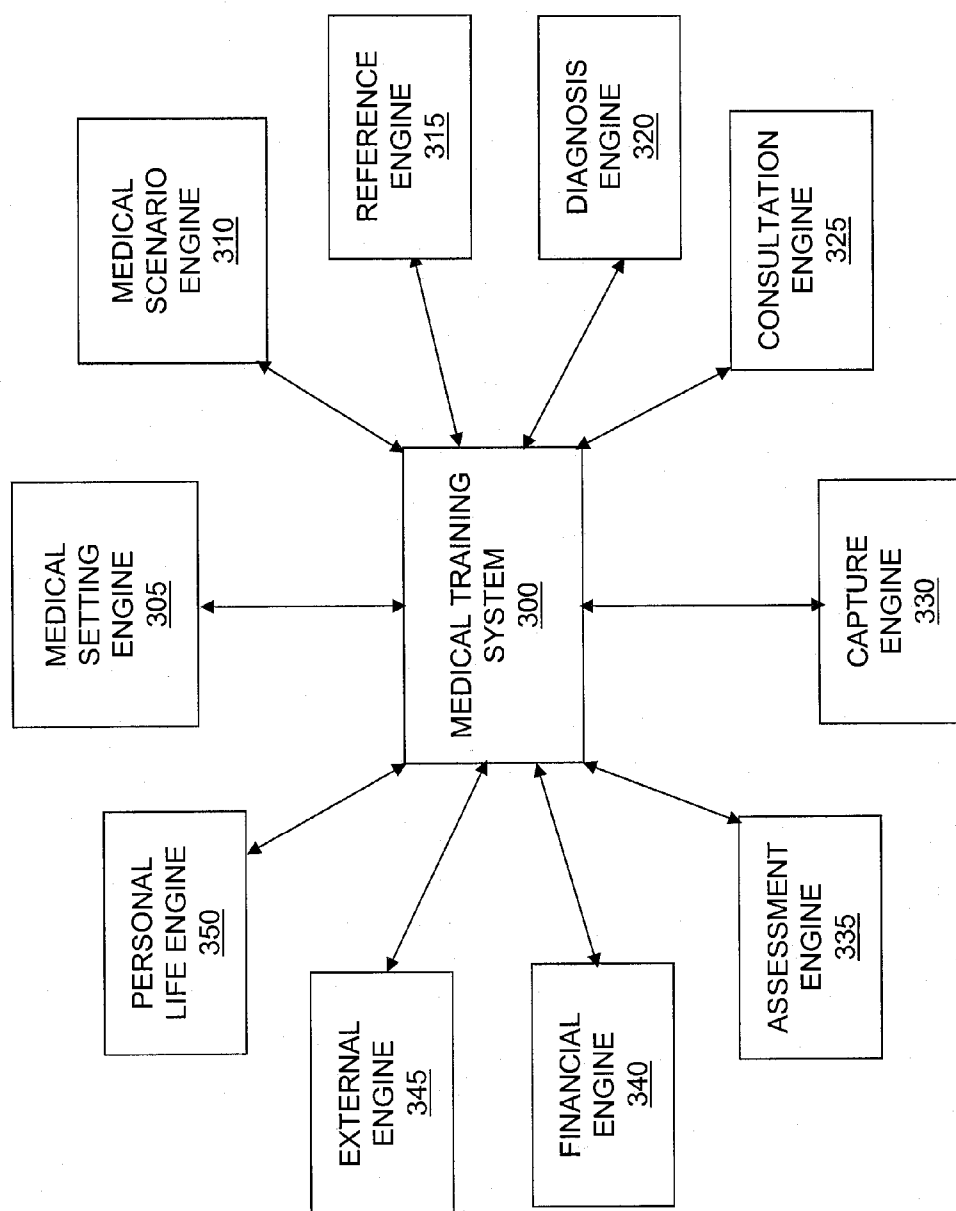 MEDICAL
SETTING
ENGINE
305
MEDICAL
SCENARIO
ENGINE
310
REFERENCE
ENGINE
315
DIAGNOSIS
ENGINE
320
CONSULTATION
ENGINE
325
CAPTURE
ENGINE
330
ASSESSMENT
ENGINE
335
FINANCIAL
ENGINE
340
EXTERNAL
ENGINE
345
PERSONAL
LIFE ENGINE
350
MEDICAL TRAINING
SYSTEM
300